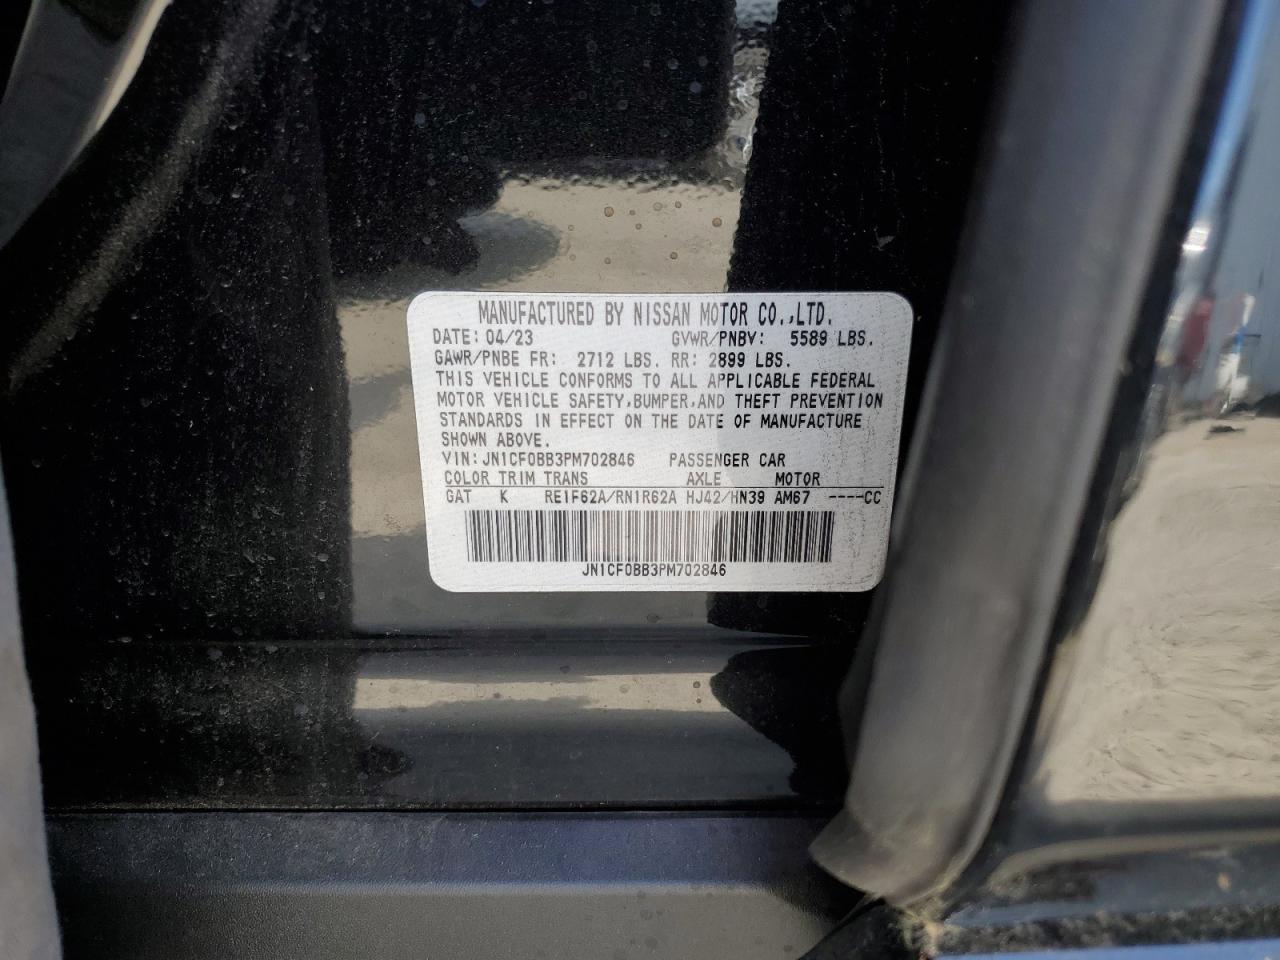 MANUFACTURED BY NISSAN MOTOR CO.,LTD.
DATE: 04/23 GVWR/PNBV: 5589 LBS.
GAWR/PNBE FR: 2712 LBS. RR: 2899 LBS.
THIS VEHICLE CONFORMS TO ALL APPLICABLE FEDERAL
MOTOR VEHICLE SAFETY,BUMPER,AND THEFT PREVENTION
STANDARDS IN EFFECT ON THE DATE OF MANUFACTURE
SHOWN ABOVE.
VIN:JN1CF0BB3PM702846 PASSENGER CAR
COLOR TRIM TRANS AXLE MOTOR
GAT K RE1F62A/RN1R62A HJ42/HN39 AM67 ----CC
JN1CF0BB3PM702846